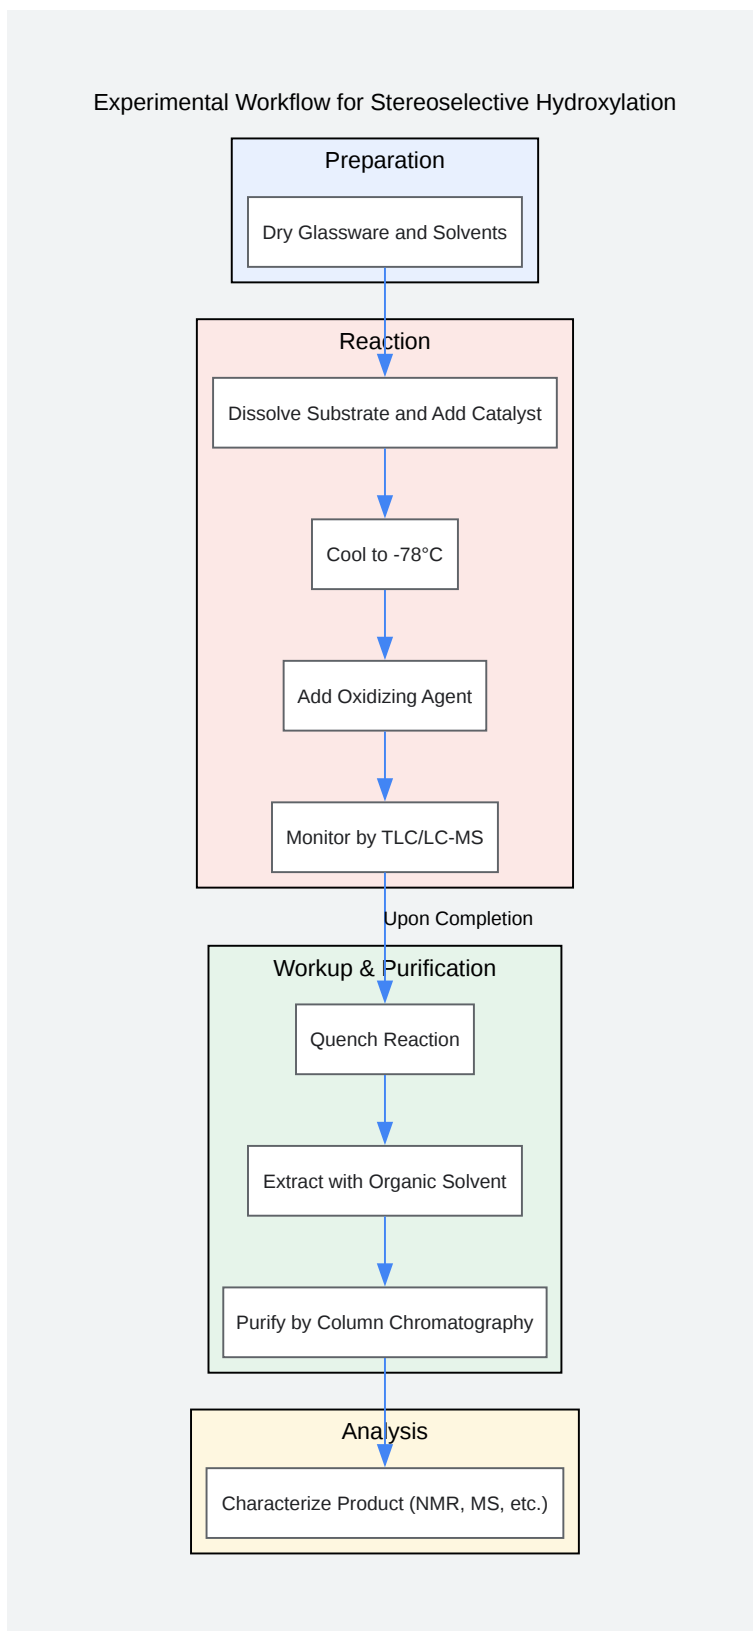 Experimental Workflow for Stereoselective Hydroxylation
Preparation
Dry Glassware and Solvents
Reaction
Dissolve Substrate and Add Catalyst
Cool to -78°C
Add Oxidizing Agent
Monitor by TLC/LC-MS
Upon Completion
Workup & Purification
Quench Reaction
Extract with Organic Solvent
Purify by Column Chromatography
Analysis
Characterize Product (NMR, MS, etc.)